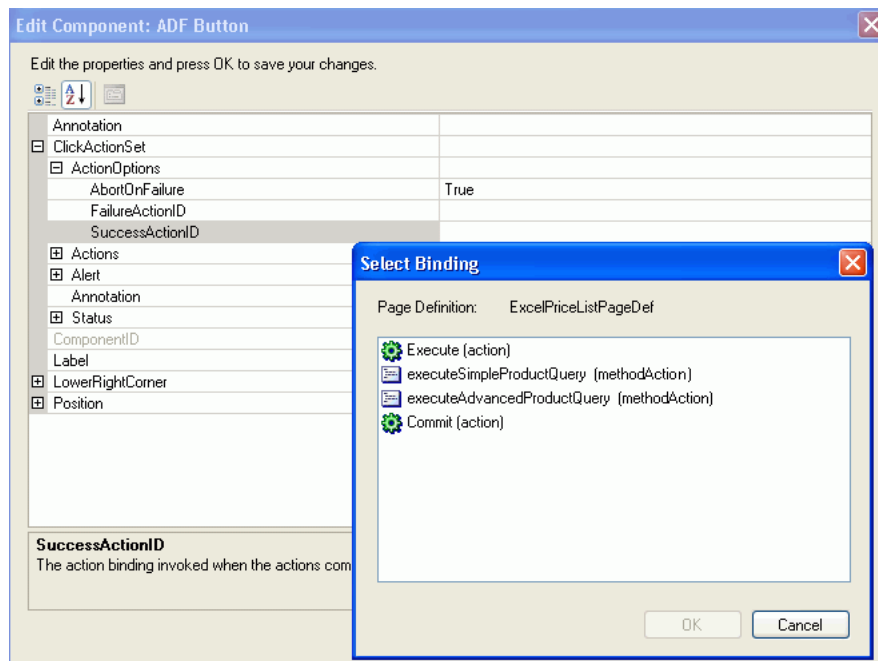 Edit Component: ADF Button
Edit the properties and press OK to save your changes.
Annotation
ClickActionSet
ActionOptions
AbortOnFailure True
FailureActionID
SuccessActionID
Actions
Alert
Annotation
Status
ComponentID
Label
LowerRightCorner
Position
SuccessActionID
The action binding invoked when the actions com
Select Binding
Page Definition: ExcelPriceListPageDef
Execute (action)
executeSimpleProductQuery (methodAction)
executeAdvancedProductQuery (methodAction)
Commit (action)
OK Cancel